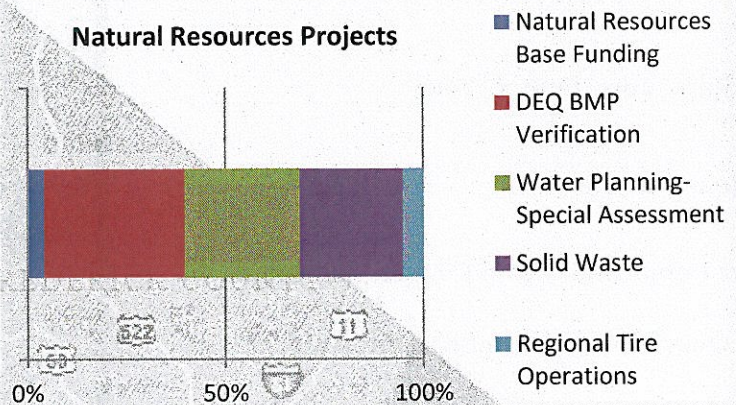 Natural Resources Projects
Natural Resources
Base Funding
DEQ BMP
Verification
Water Planning-
Special Assessment
Solid Waste
Regional Tire
Operations
522
11
50
0%
50%
100%